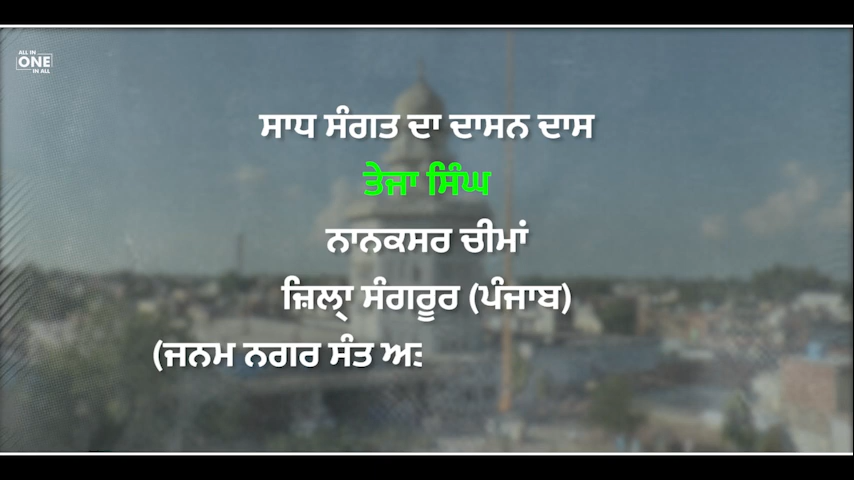 ALL IN
ONE
IN ALL
ਸਾਧ ਸੰਗਤ ਦਾ ਦਾਸਨ ਦਾਸ
ਤੇਜਾ ਸਿੰਘ
ਨਾਨਕਸਰ ਚੀਮਾਂ
ਜ਼ਿਲ੍ਹਾ ਸੰਗਰੂਰ (ਪੰਜਾਬ)
(ਜਨਮ ਨਗਰ ਸੰਤ